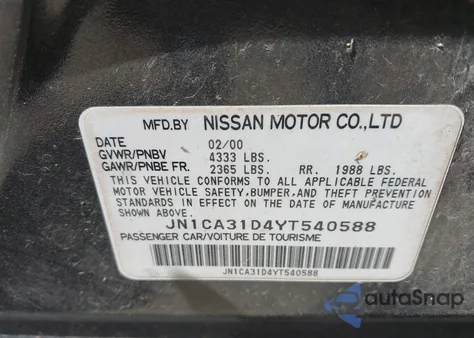 MFD.BY NISSAN MOTOR CO.,LTD
DATE 02/00
GVWR/PNBV 4333 LBS.
GAWR/PNBE FR. 2365 LBS. RR. 1988 LBS.
THIS VEHICLE CONFORMS TO ALL APPLICABLE FEDERAL
MOTOR VEHICLE SAFETY, BUMPER, AND THEFT PREVENTION
STANDARDS IN EFFECT ON THE DATE OF MANUFACTURE
SHOWN ABOVE.
JN1CA31D4YT540588
PASSENGER CAR/VOITURE DE TOURISME
JN1CA31D4YT540588
autoSnap